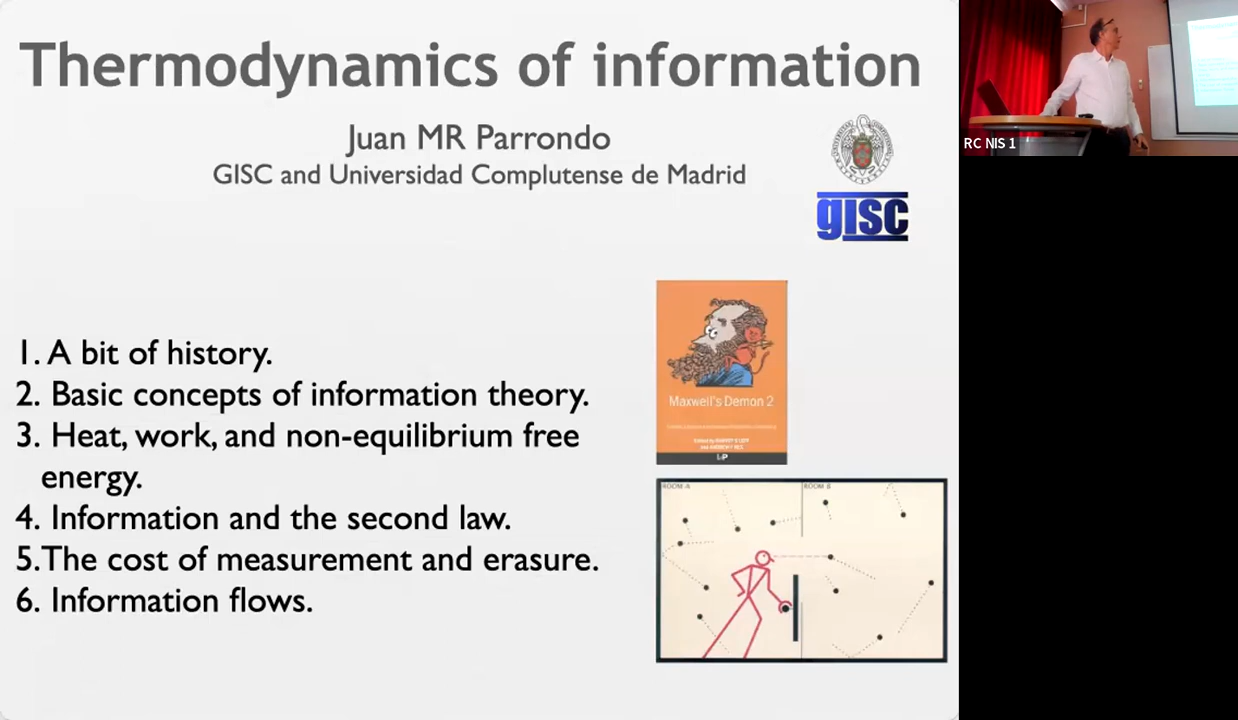 Thermodynamics of information
Juan MR Parrondo
GISC and Universidad Complutense de Madrid
gisc
RC NIS 1
1. A bit of history.
2. Basic concepts of information theory.
3. Heat, work, and non-equilibrium free
energy.
4. Information and the second law.
5.The cost of measurement and erasure.
6. Information flows.
Maxwell's Demon 2
IoP
ROOM A
ROOM B